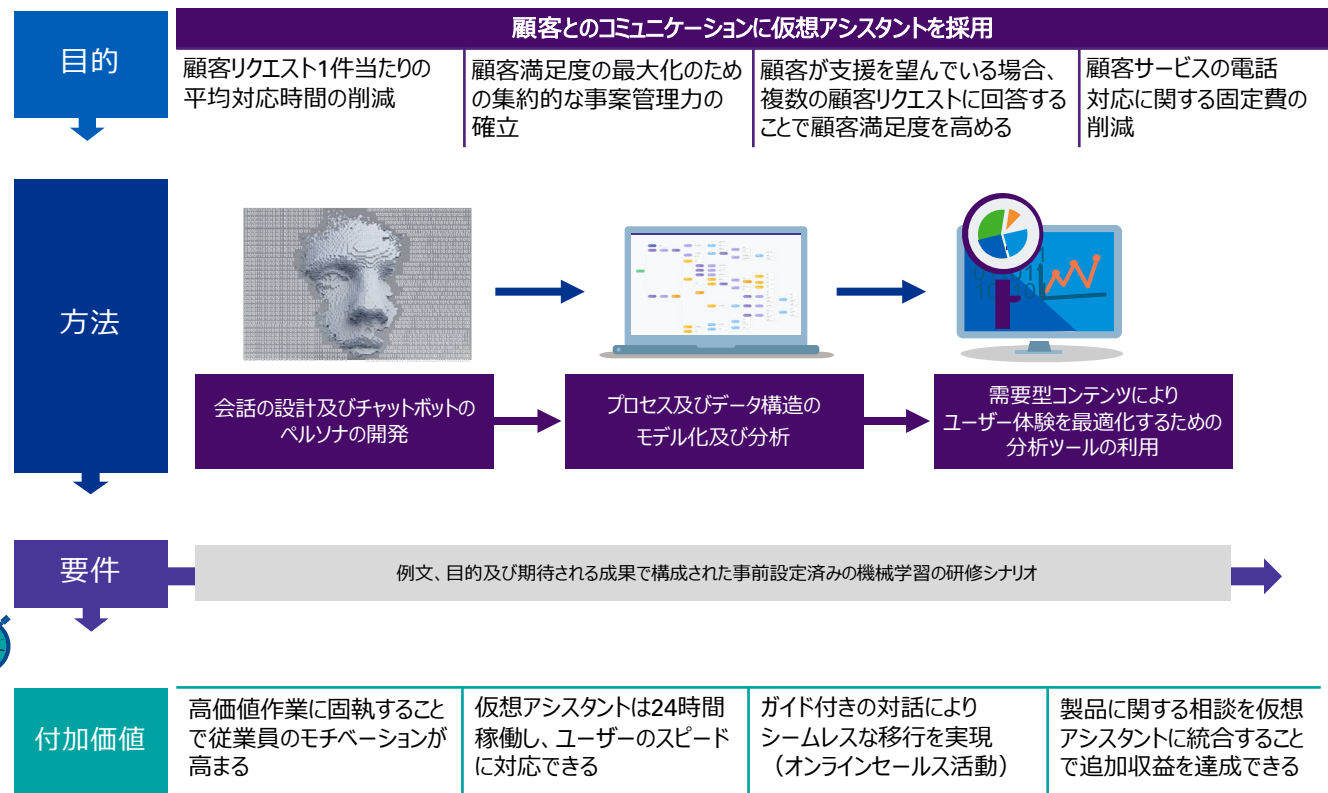 顧客とのコミュニケーションに仮想アシスタントを採用
目的
顧客リクエスト1件当たりの
平均対応時間の削減
顧客満足度の最大化のため
の集約的な事案管理力の
確立
顧客が支援を望んでいる場合、
複数の顧客リクエストに回答する
ことで顧客満足度を高める
顧客サービスの電話
対応に関する固定費の
削減
方法
会話の設計及びチャットボットの
ペルソナの開発
プロセス及びデータ構造の
モデル化及び分析
需要型コンテンツにより
ユーザー体験を最適化するための
分析ツールの利用
要件
例文、目的及び期待される成果で構成された事前設定済みの機械学習の研修シナリオ
付加価値
高価値作業に固執すること
で従業員のモチベーションが
高まる
仮想アシスタントは24時間
稼働し、ユーザーのスピード
に対応できる
ガイド付きの対話により
シームレスな移行を実現
(オンラインセールス活動)
製品に関する相談を仮想
アシスタントに統合すること
で追加収益を達成できる